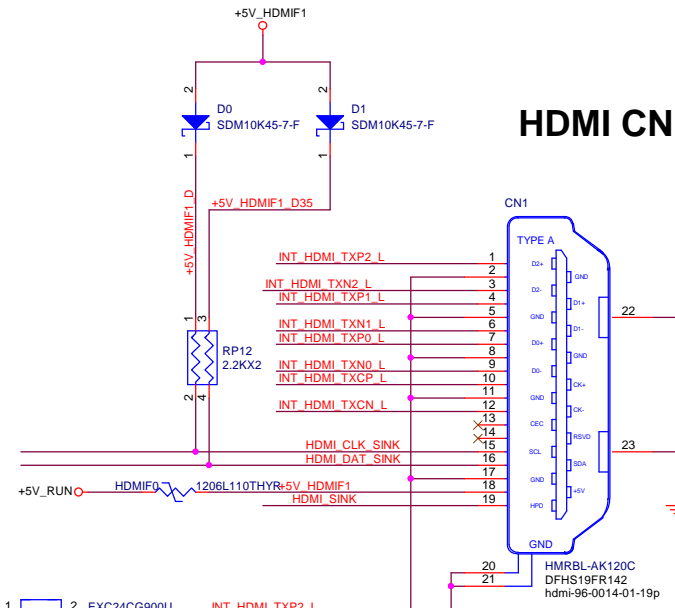 +5V_HDMIF1
2
2
D0
SDM10K45-7-F
D1
SDM10K45-7-F
HDMI CN
1
1
+5V_HDMIF1_D
+5V_HDMIF1_D35
CN1
TYPE A
INT_HDMI_TXP2_L 1 D2+
2 GND
INT_HDMI_TXN2_L 3 D2-
INT_HDMI_TXP1_L 4 D1+
5 GND
INT_HDMI_TXN1_L 6 D1-
INT_HDMI_TXP0_L 7 D0+
8 GND
INT_HDMI_TXN0_L 9 D0-
INT_HDMI_TXCP_L 10 CK+
11 GND
INT_HDMI_TXCN_L 12 CK-
13 CEC
14 RSVD
HDMI_CLK_SINK 15 SCL
HDMI_DAT_SINK 16 SDA
17 GND
+5V_RUN HDMIF0 1206L110THYR +5V_HDMIF1 18 +5V
HDMI_SINK 19 HPD
22
23
1 3
RP12
2.2KX2
2 4
GND
20
21
HMRBL-AK120C
DFHS19FR142
hdmi-96-0014-01-19p
1 2 EXC24CG900U INT_HDMI_TXP2_L